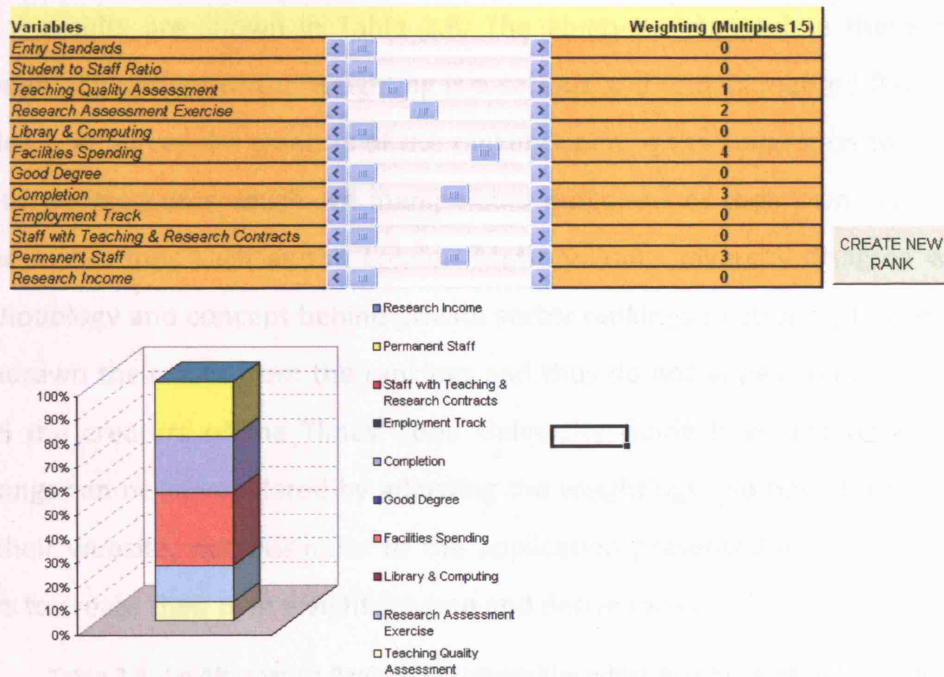 Variables Weighting (Multiples 1-5)
Entry Standards 0
Student to Staff Ratio 0
Teaching Quality Assessment 1
Research Assessment Exercise 2
Library & Computing 0
Facilities Spending 4
Good Degree 0
Completion 3
Employment Track 0
Staff with Teaching & Research Contracts 0
Permanent Staff 3
Research Income 0
CREATE NEW
RANK
100%
90%
80%
70%
60%
50%
40%
30%
20%
10%
0%
Research Income
Permanent Staff
Staff with Teaching &
Research Contracts
Employment Track
Completion
Good Degree
Facilities Spending
Library & Computing
Research Assessment
Exercise
Teaching Quality
Assessment